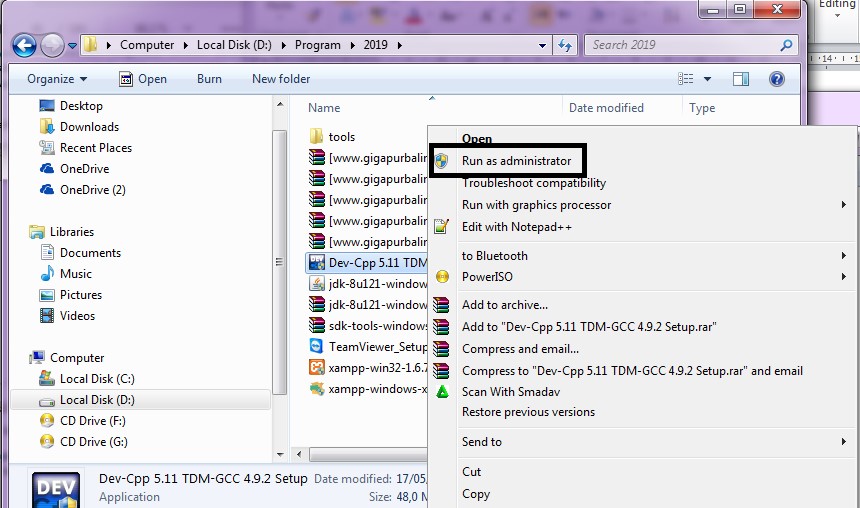 Editing
Computer
Local Disk (D:)
Program
2019
Search 2019
14
Organize
Open
Burn
New folder
Name
Date modified
Type
Desktop
Downloads
Recent Places
OneDrive
OneDrive (2)
Libraries
Documents
Music
Pictures
Videos
Computer
Local Disk (C:)
Local Disk (D:)
CD Drive (F:)
CD Drive (G:)
tools
[www.gigapurbalin
[www.gigapurbalin
[www.gigapurbalin
[www.gigapurbalin
[www.gigapurbalin
Dev-Cpp 5.11 TDM
jdk-8u121-window
jdk-8u121-window
sdk-tools-windows
TeamViewer_Setup
xampp-win32-1.6.7
xampp-windows-x
Open
Run as administrator
Troubleshoot compatibility
Run with graphics processor
Edit with Notepad++
to Bluetooth
PowerISO
Add to archive...
Add to "Dev-Cpp 5.11 TDM-GCC 4.9.2 Setup.rar"
Compress and email...
Compress to "Dev-Cpp 5.11 TDM-GCC 4.9.2 Setup.rar" and email
Scan With Smadav
Restore previous versions
Send to
Cut
Copy
DEV
Dev-Cpp 5.11 TDM-GCC 4.9.2 Setup
Date modified: 17/05/
Application
Size: 48,0 M